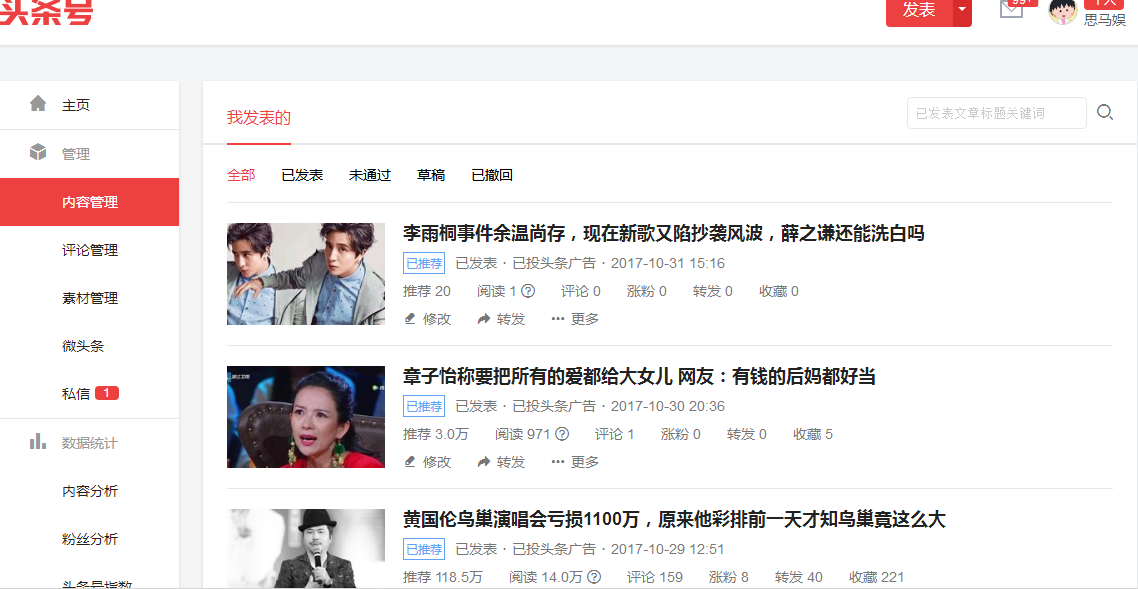 头条号
发表
99+
个人
思马娱
主页
管理
内容管理
评论管理
素材管理
微头条
私信 1
数据统计
内容分析
粉丝分析
头条号指数
我发表的
已发表文章标题关键词
全部 已发表 未通过 草稿 已撤回
李雨桐事件余温尚存，现在新歌又陷抄袭风波，薛之谦还能洗白吗
已推荐 已发表 · 已投头条广告 · 2017-10-31 15:16
推荐 20 阅读 1 ? 评论 0 涨粉 0 转发 0 收藏 0
修改 转发 ··· 更多
浙江卫视
章子怡称要把所有的爱都给大女儿 网友：有钱的后妈都好当
已推荐 已发表 · 已投头条广告 · 2017-10-30 20:36
推荐 3.0万 阅读 971 ? 评论 1 涨粉 0 转发 0 收藏 5
修改 转发 ··· 更多
黄国伦鸟巢演唱会亏损1100万，原来他彩排前一天才知鸟巢竟这么大
已推荐 已发表 · 已投头条广告 · 2017-10-29 12:51
推荐 118.5万 阅读 14.0万 ? 评论 159 涨粉 8 转发 40 收藏 221